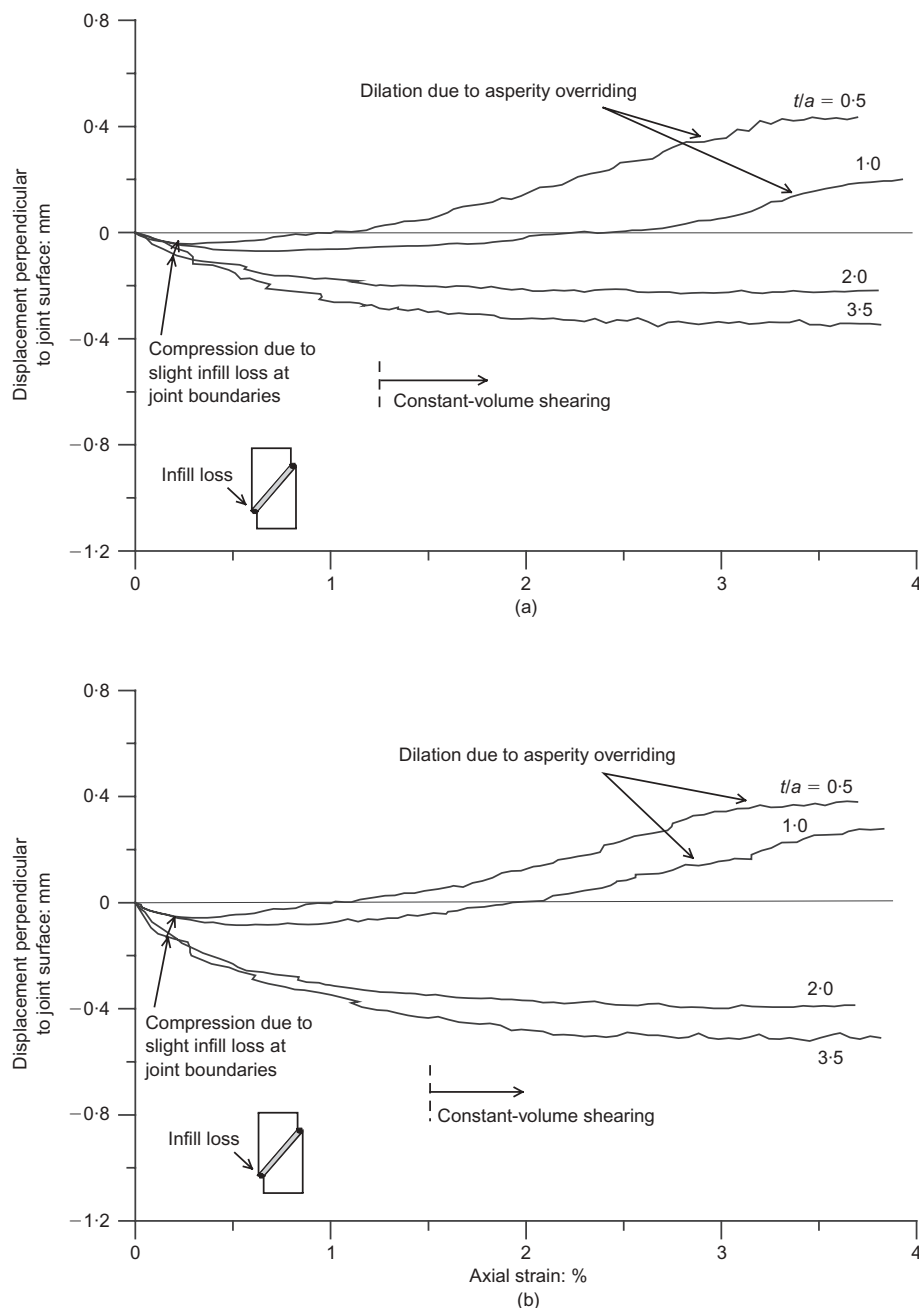 0·8
0·4
0
−0·4
−0·8
−1·2
Displacement perpendicular
to joint surface: mm
Dilation due to asperity overriding
t/a = 0·5
1·0
2·0
3·5
Compression due to
slight infill loss at
joint boundaries
Constant-volume shearing
Infill loss
0
1
2
3
4
(a)
0·8
0·4
0
−0·4
−0·8
−1·2
Displacement perpendicular
to joint surface: mm
Dilation due to asperity overriding
t/a = 0·5
1·0
2·0
3·5
Compression due to
slight infill loss at
joint boundaries
Constant-volume shearing
Infill loss
0
1
2
3
4
Axial strain: %
(b)